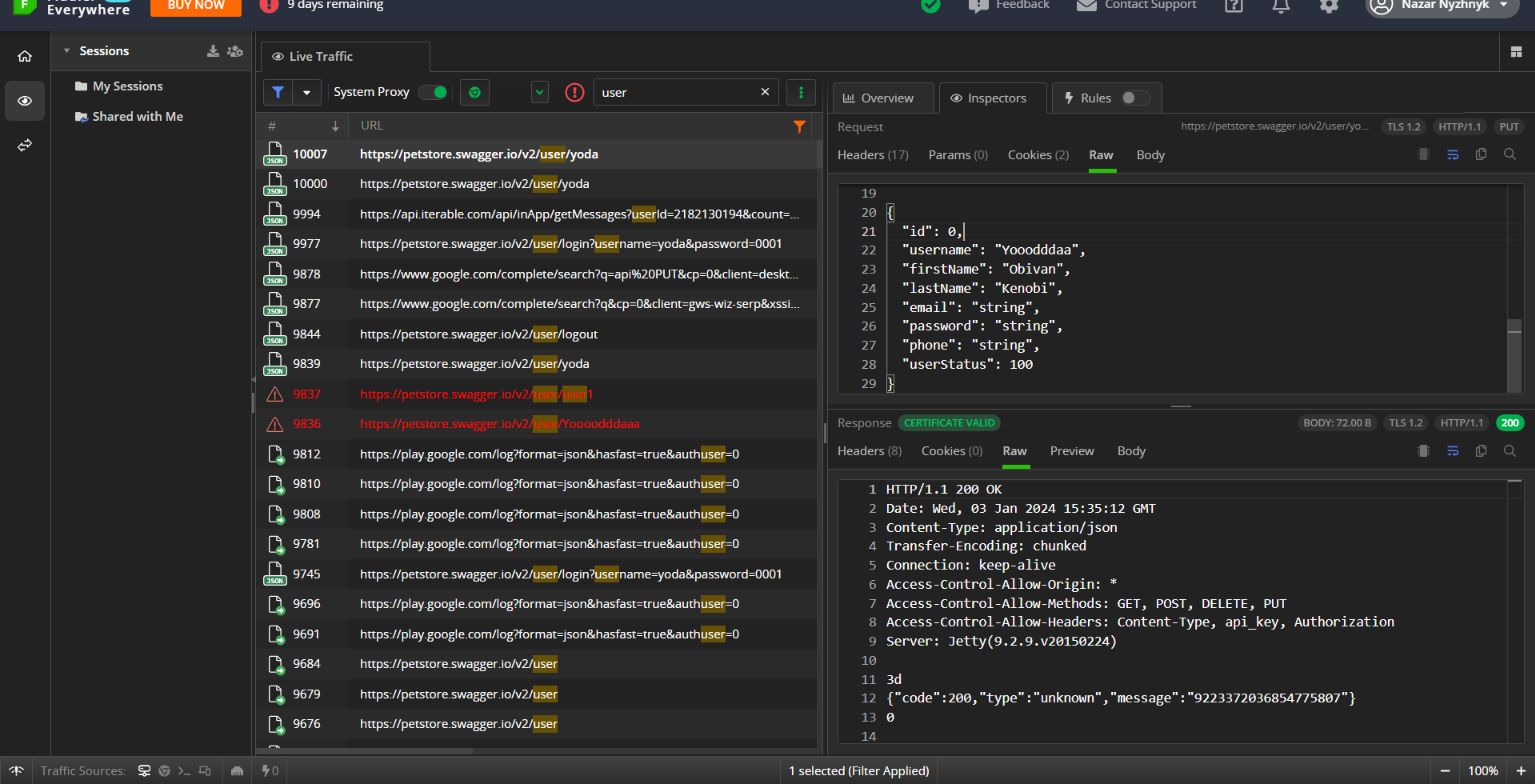 Everywhere
BUY NOW
9 days remaining
Feedback
Contact Support
Nazar Nyzhnyk
Sessions
My Sessions
Shared with Me
Live Traffic
System Proxy
user
# URL
JSON 10007 https://petstore.swagger.io/v2/user/yoda
JSON 10000 https://petstore.swagger.io/v2/user/yoda
JSON 9994 https://api.iterable.com/api/inApp/getMessages?userId=2182130194&count=...
JSON 9977 https://petstore.swagger.io/v2/user/login?username=yoda&password=0001
JSON 9878 https://www.google.com/complete/search?q=api%20PUT&cp=0&client=deskt...
JSON 9877 https://www.google.com/complete/search?q&cp=0&client=gws-wiz-serp&xssi...
JSON 9844 https://petstore.swagger.io/v2/user/logout
JSON 9839 https://petstore.swagger.io/v2/user/yoda
9837 https://petstore.swagger.io/v2/user/user1
9836 https://petstore.swagger.io/v2/user/Yoooodddaaa
9812 https://play.google.com/log?format=json&hasfast=true&authuser=0
9810 https://play.google.com/log?format=json&hasfast=true&authuser=0
9808 https://play.google.com/log?format=json&hasfast=true&authuser=0
9781 https://play.google.com/log?format=json&hasfast=true&authuser=0
JSON 9745 https://petstore.swagger.io/v2/user/login?username=yoda&password=0001
9696 https://play.google.com/log?format=json&hasfast=true&authuser=0
9691 https://play.google.com/log?format=json&hasfast=true&authuser=0
9684 https://petstore.swagger.io/v2/user
9679 https://petstore.swagger.io/v2/user
9676 https://petstore.swagger.io/v2/user
Overview
Inspectors
Rules
Request https://petstore.swagger.io/v2/user/yo... TLS 1.2 HTTP/1.1 PUT
Headers (17) Params (0) Cookies (2) Raw Body
19
20 {
21 "id": 0,
22 "username": "Yooodddaa",
23 "firstName": "Obivan",
24 "lastName": "Kenobi",
25 "email": "string",
26 "password": "string",
27 "phone": "string",
28 "userStatus": 100
29 }
Response CERTIFICATE VALID BODY: 72.00 B TLS 1.2 HTTP/1.1 200
Headers (8) Cookies (0) Raw Preview Body
1 HTTP/1.1 200 OK
2 Date: Wed, 03 Jan 2024 15:35:12 GMT
3 Content-Type: application/json
4 Transfer-Encoding: chunked
5 Connection: keep-alive
6 Access-Control-Allow-Origin: *
7 Access-Control-Allow-Methods: GET, POST, DELETE, PUT
8 Access-Control-Allow-Headers: Content-Type, api_key, Authorization
9 Server: Jetty(9.2.9.v20150224)
10
11 3d
12 {"code":200,"type":"unknown","message":"9223372036854775807"}
13 0
14
Traffic Sources:
0
1 selected (Filter Applied)
100%